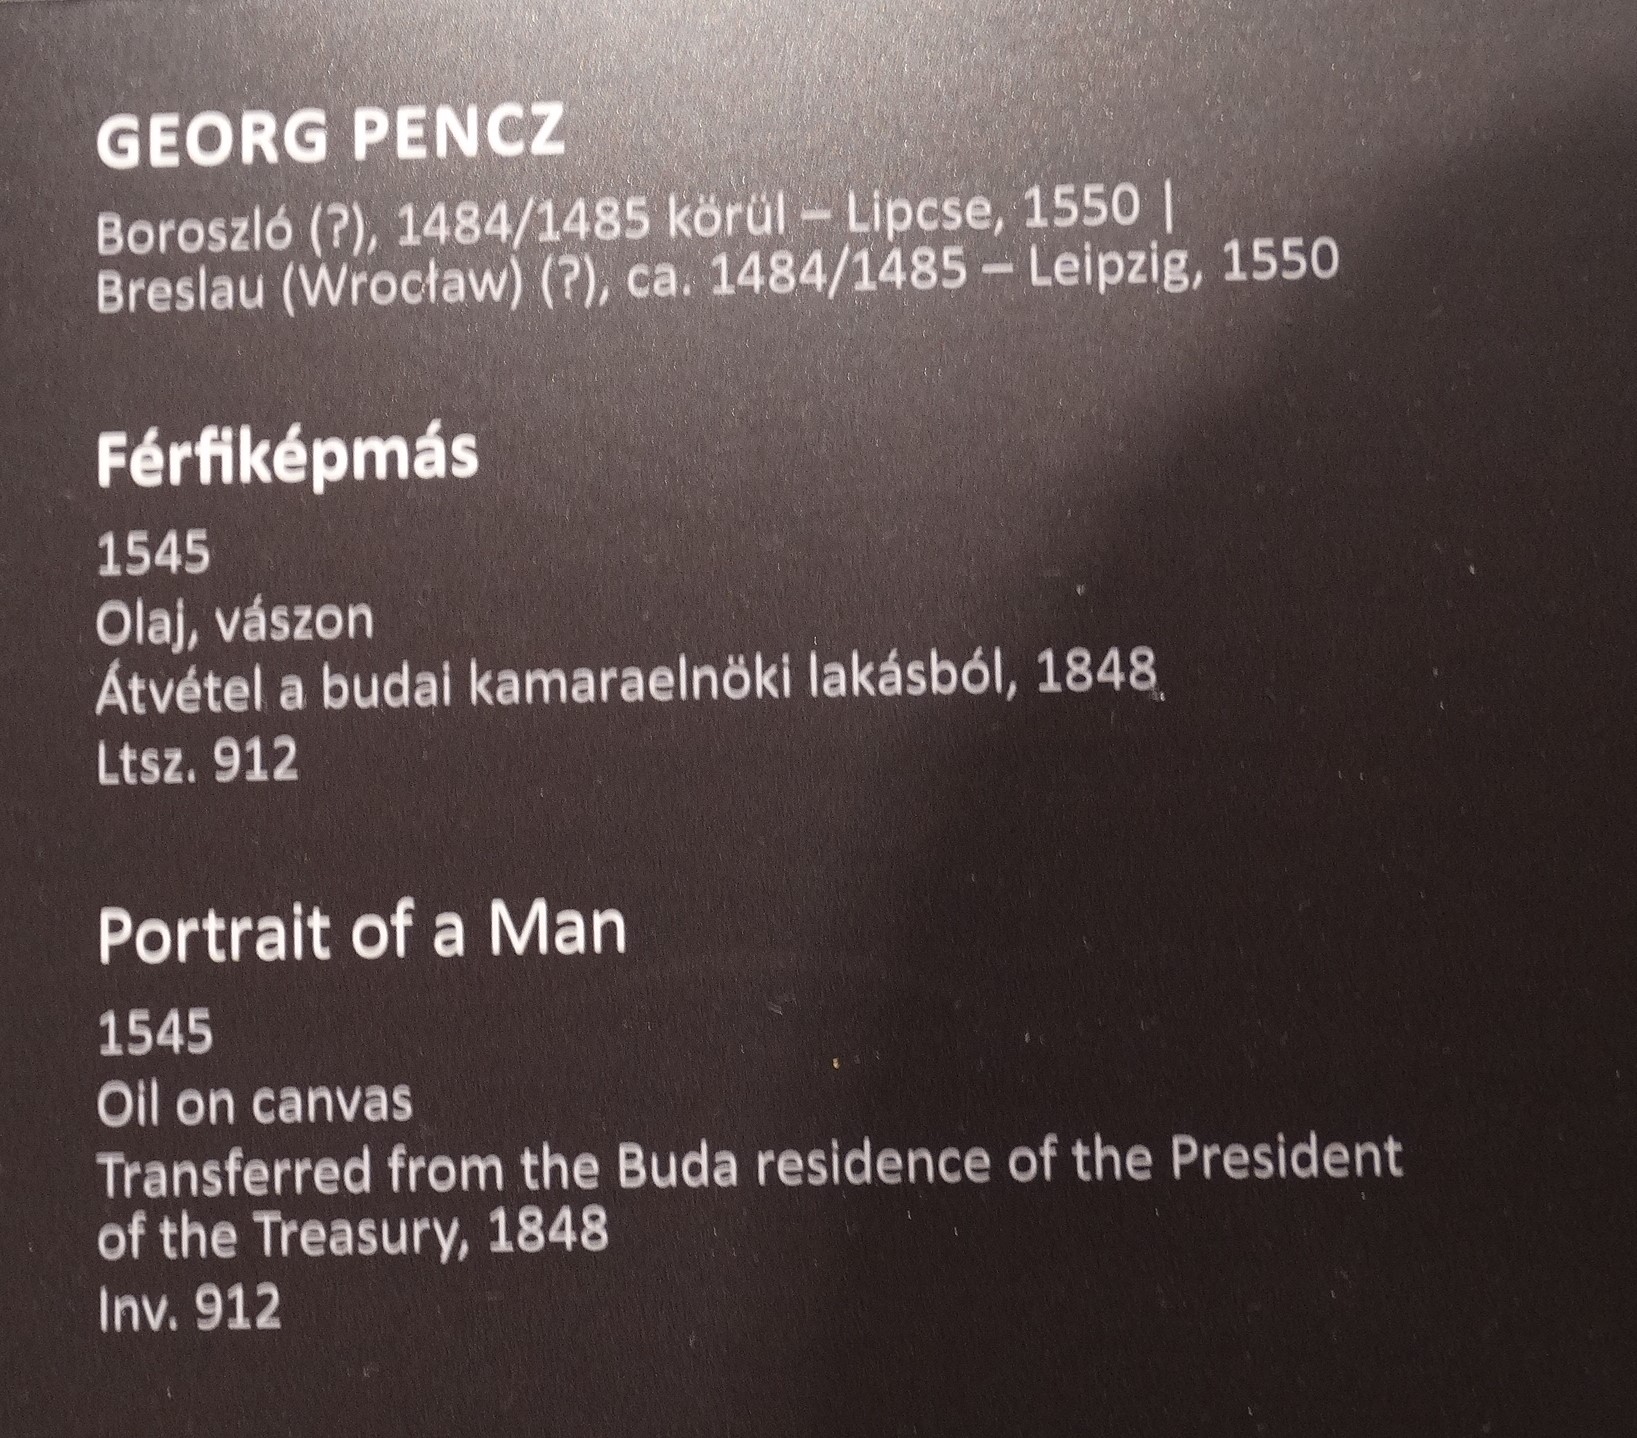 GEORG PENCZ
Boroszló (?), 1484/1485 körül – Lipcse, 1550 |
Breslau (Wrocław) (?), ca. 1484/1485 – Leipzig, 1550
Férfiképmás
1545
Olaj, vászon
Átvétel a budai kamaraelnöki lakásból, 1848
Ltsz. 912
Portrait of a Man
1545
Oil on canvas
Transferred from the Buda residence of the President
of the Treasury, 1848
Inv. 912